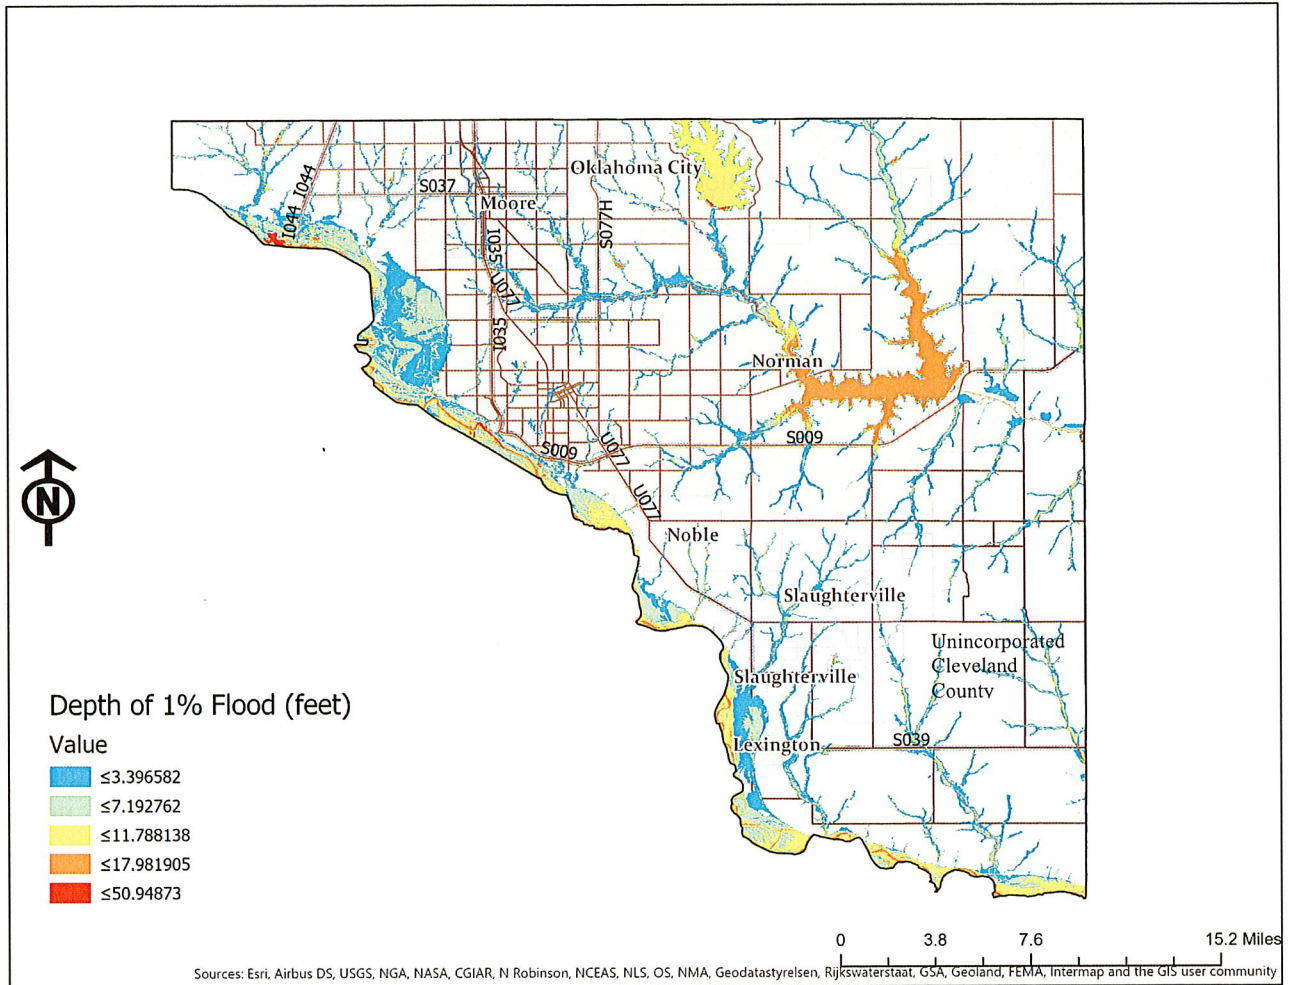 Oklahoma City
I044
S037
Moore
I044
S077H
I035
U077
I035
Norman
S009
U077
S009
N
U077
Noble
Slaughterville
Unincorporated
Cleveland
County
Slaughterville
Lexington
S039
Depth of 1% Flood (feet)
Value
≤3.396582
≤7.192762
≤11.788138
≤17.981905
≤50.94873
0 3.8 7.6 15.2 Miles
Sources: Esri, Airbus DS, USGS, NGA, NASA, CGIAR, N Robinson, NCEAS, NLS, OS, NMA, Geodatastyrelsen, Rijkswaterstaat, GSA, Geoland, FEMA, Intermap and the GIS user community